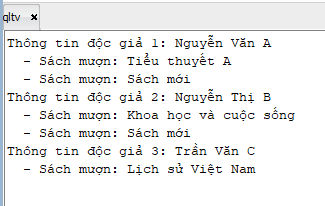 qltv ×
Thông tin độc giả 1: Nguyễn Văn A
- Sách mượn: Tiểu thuyết A
- Sách mượn: Sách mới
Thông tin độc giả 2: Nguyễn Thị B
- Sách mượn: Khoa học và cuộc sống
- Sách mượn: Sách mới
Thông tin độc giả 3: Trần Văn C
- Sách mượn: Lịch sử Việt Nam